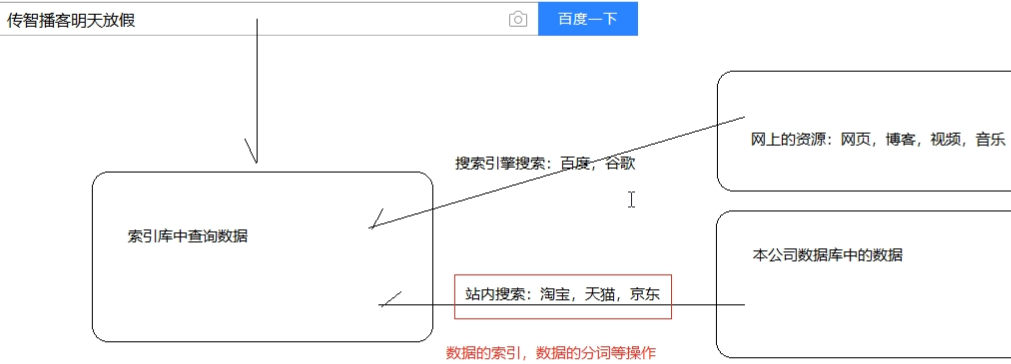 传智播客明天放假
百度一下
网上的资源：网页，博客，视频，音乐
搜索引擎搜索：百度，谷歌
索引库中查询数据
本公司数据库中的数据
站内搜索：淘宝，天猫，京东
数据的索引，数据的分词等操作